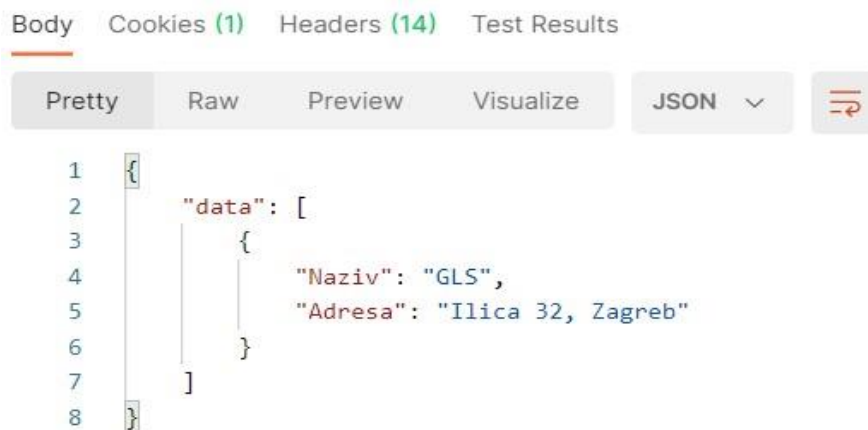 Body Cookies (1) Headers (14) Test Results
Pretty Raw Preview Visualize JSON
1 {
2 "data": [
3 {
4 "Naziv": "GLS",
5 "Adresa": "Ilica 32, Zagreb"
6 }
7 ]
8 }